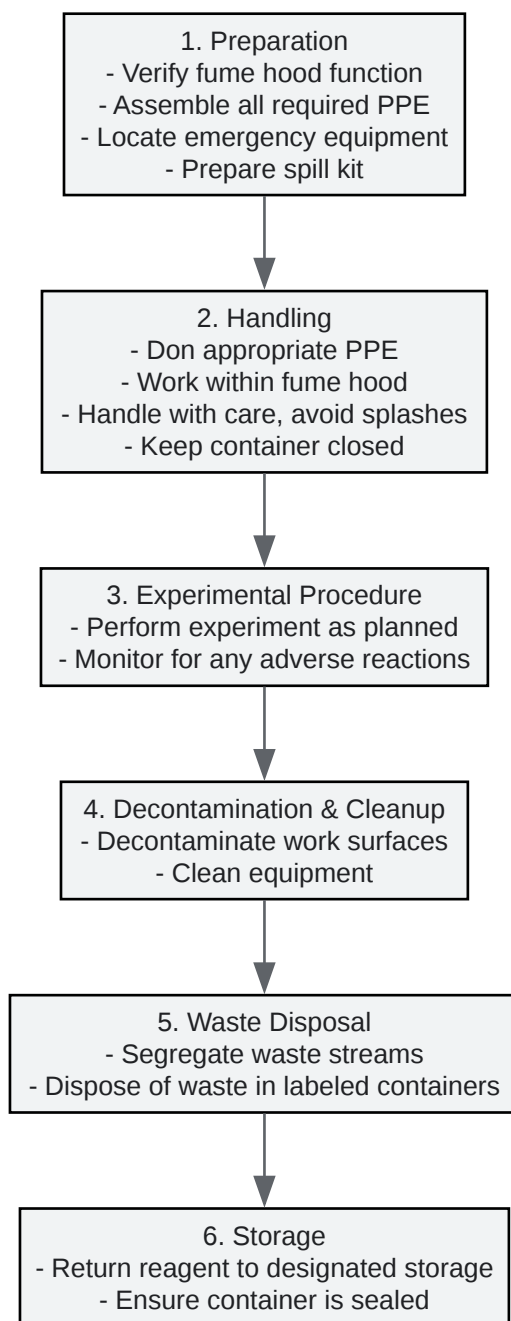 1. Preparation
- Verify fume hood function
- Assemble all required PPE
- Locate emergency equipment
- Prepare spill kit
2. Handling
- Don appropriate PPE
- Work within fume hood
- Handle with care, avoid splashes
- Keep container closed
3. Experimental Procedure
- Perform experiment as planned
- Monitor for any adverse reactions
4. Decontamination & Cleanup
- Decontaminate work surfaces
- Clean equipment
5. Waste Disposal
- Segregate waste streams
- Dispose of waste in labeled containers
6. Storage
- Return reagent to designated storage
- Ensure container is sealed